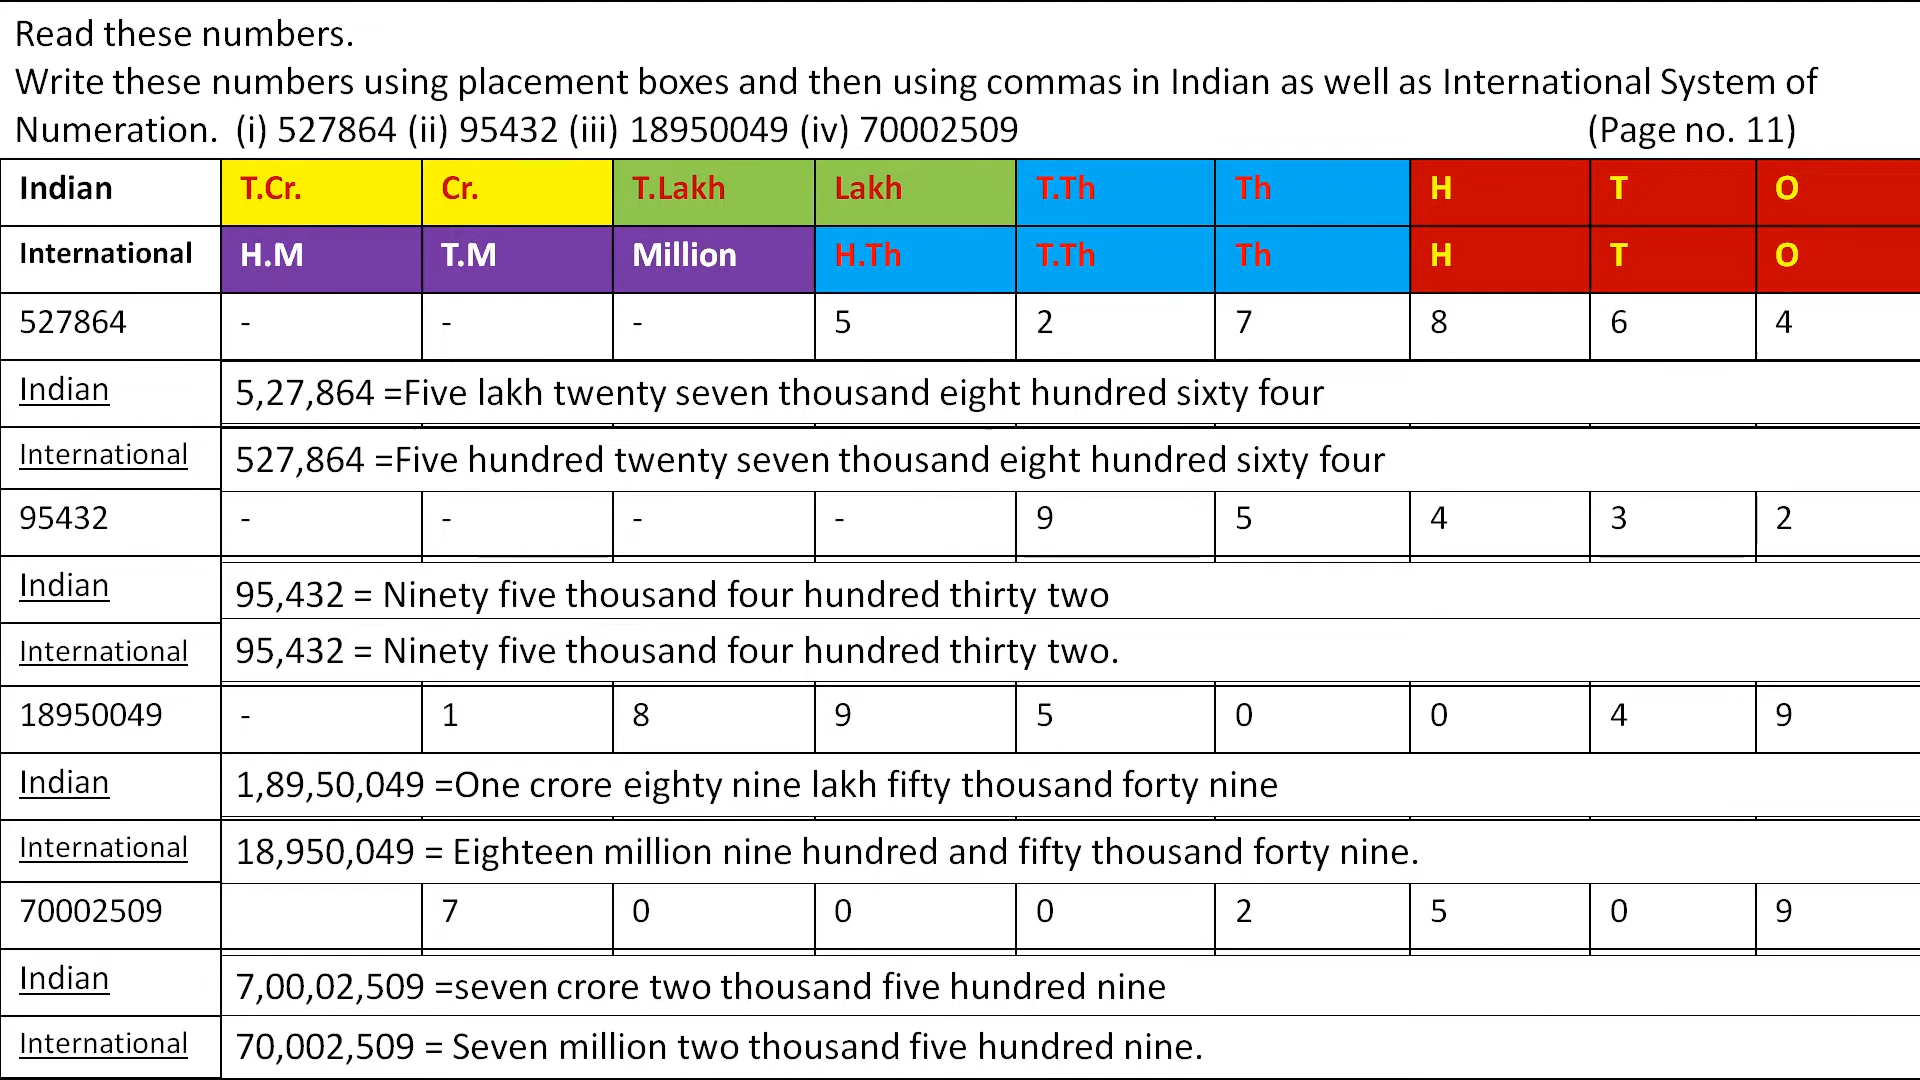 Read these numbers.
Write these numbers using placement boxes and then using commas in Indian as well as International System of
Numeration. (i) 527864 (ii) 95432 (iii) 18950049 (iv) 70002509 (Page no. 11)
Indian T.Cr. Cr. T.Lakh Lakh T.Th Th H T O
International H.M T.M Million H.Th T.Th Th H T O
527864 - - - 5 2 7 8 6 4
Indian 5,27,864 =Five lakh twenty seven thousand eight hundred sixty four
International 527,864 =Five hundred twenty seven thousand eight hundred sixty four
95432 - - - - 9 5 4 3 2
Indian 95,432 = Ninety five thousand four hundred thirty two
International 95,432 = Ninety five thousand four hundred thirty two.
18950049 - 1 8 9 5 0 0 4 9
Indian 1,89,50,049 =One crore eighty nine lakh fifty thousand forty nine
International 18,950,049 = Eighteen million nine hundred and fifty thousand forty nine.
70002509 7 0 0 0 2 5 0 9
Indian 7,00,02,509 =seven crore two thousand five hundred nine
International 70,002,509 = Seven million two thousand five hundred nine.